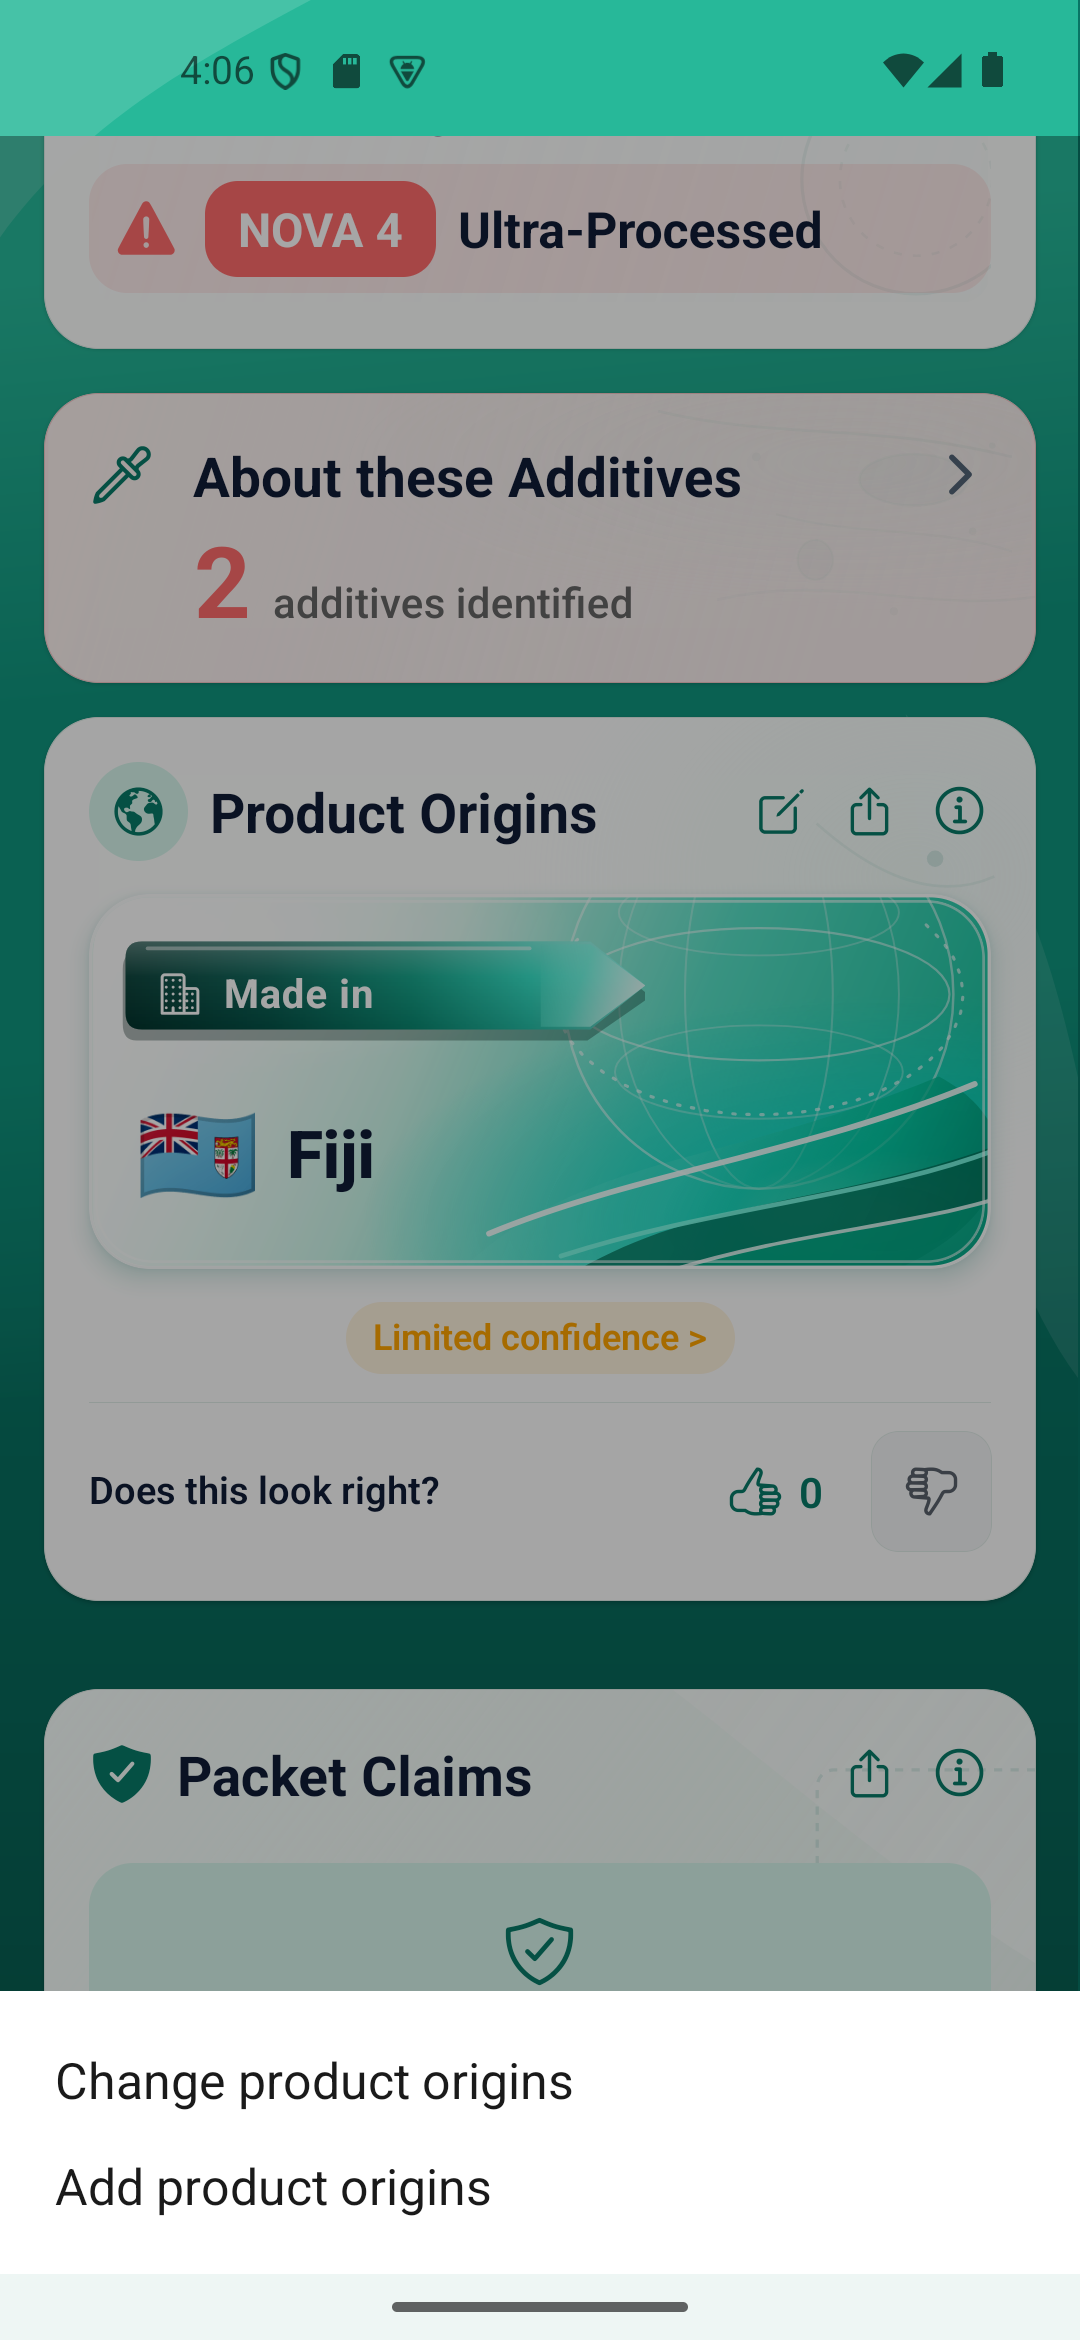 4:06
NOVA 4 Ultra-Processed
About these Additives
2 additives identified
Product Origins
Made in
Fiji
Limited confidence >
Does this look right?
0
Packet Claims
Change product origins
Add product origins